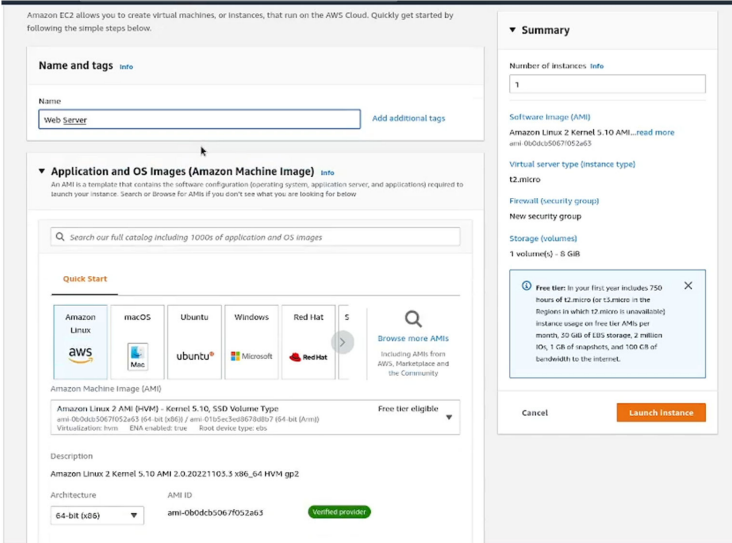 Amazon EC2 allows you to create virtual machines, or instances, that run on the AWS Cloud. Quickly get started by
following the simple steps below.
Name and tags Info
Name
Web Server
Add additional tags
Application and OS Images (Amazon Machine Image) Info
An AMI is a template that contains the software configuration (operating system, application server, and applications) required to
launch your instance. Search or Browse for AMIs if you don't see what you are looking for below
Search our full catalog including 1000s of application and OS images
Quick Start
Amazon
Linux
aws
macOS
Mac
Ubuntu
ubuntu®
Windows
Microsoft
Red Hat
Red Hat
S
Browse more AMIs
Including AMIs from
AWS, Marketplace and
the Community
Amazon Machine Image (AMI)
Amazon Linux 2 AMI (HVM) - Kernel 5.10, SSD Volume Type
Free tier eligible
ami-0b0dcb5067f052a63 (64-bit (x86)) / ami-01b5ec3ed8678d8b7 (64-bit (Arm))
Virtualization: hvm ENA enabled: true Root device type: ebs
Description
Amazon Linux 2 Kernel 5.10 AMI 2.0.20221103.3 x86_64 HVM gp2
Architecture
AMI ID
64-bit (x86)
ami-0b0dcb5067f052a63
Verified provider
Summary
Number of instances Info
1
Software Image (AMI)
Amazon Linux 2 Kernel 5.10 AMI...read more
ami-0b0dcb5067f052a63
Virtual server type (instance type)
t2.micro
Firewall (security group)
New security group
Storage (volumes)
1 volume(s) - 8 GiB
Free tier: In your first year includes 750
hours of t2.micro (or t3.micro in the
Regions in which t2.micro is unavailable)
instance usage on free tier AMIs per
month, 30 GiB of EBS storage, 2 million
IOs, 1 GB of snapshots, and 100 GB of
bandwidth to the internet.
Cancel
Launch Instance